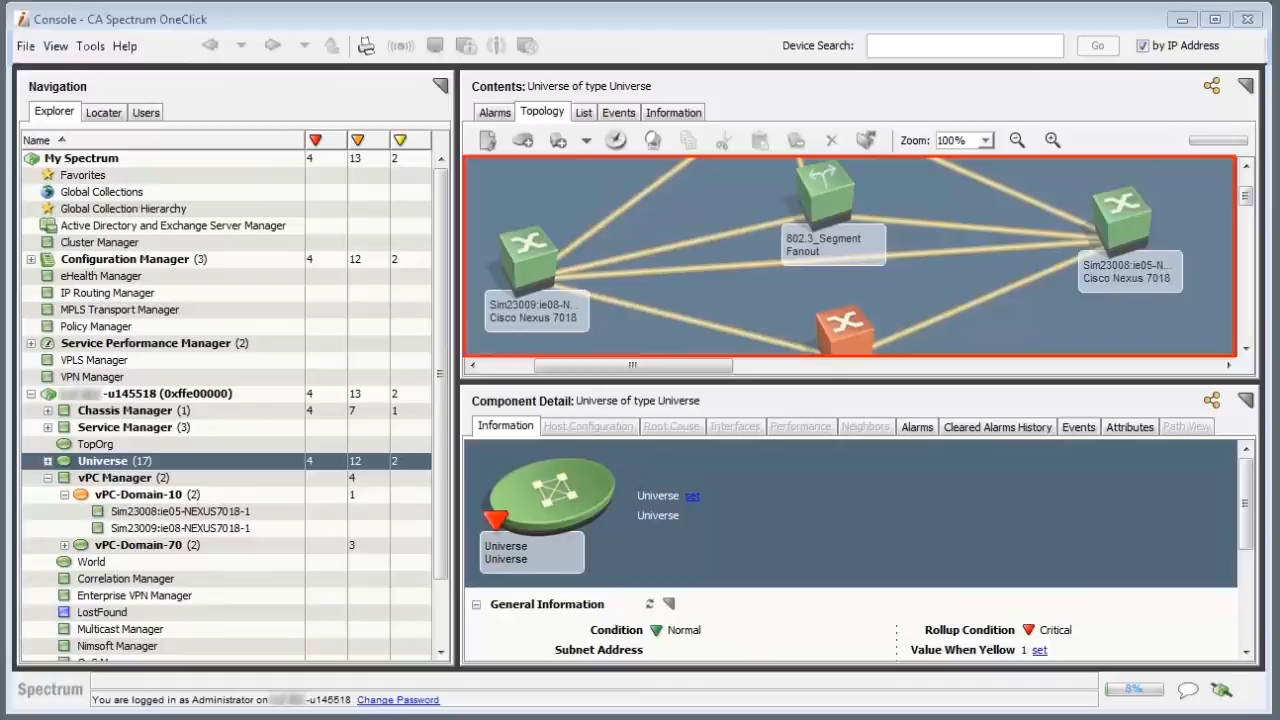 Console - CA Spectrum OneClick
File View Tools Help
Device Search:
Go
by IP Address
Navigation
Explorer Locater Users
Name
My Spectrum 4 13 2
Favorites
Global Collections
Global Collection Hierarchy
Active Directory and Exchange Server Manager
Cluster Manager
Configuration Manager (3) 4 12 2
eHealth Manager
IP Routing Manager
MPLS Transport Manager
Policy Manager
Service Performance Manager (2)
VPLS Manager
VPN Manager
-u145518 (0xffe00000) 4 13 2
Chassis Manager (1) 4 7 1
Service Manager (3)
TopOrg
Universe (17) 4 12 2
vPC Manager (2) 4
vPC-Domain-10 (2) 1
Sim23008:ie05-NEXUS7018-1
Sim23009:ie08-NEXUS7018-1
vPC-Domain-70 (2) 3
World
Correlation Manager
Enterprise VPN Manager
LostFound
Multicast Manager
Nimsoft Manager
Contents: Universe of type Universe
Alarms Topology List Events Information
Zoom: 100%
802.3_Segment
Fanout
Sim23009:ie08-N...
Cisco Nexus 7018
Sim23008:ie05-N...
Cisco Nexus 7018
Component Detail: Universe of type Universe
Information Host Configuration Root Cause Interfaces Performance Neighbors Alarms Cleared Alarms History Events Attributes Path View
Universe set
Universe
Universe
Universe
General Information
Condition Normal
Rollup Condition Critical
Subnet Address
Value When Yellow 1 set
Spectrum
You are logged in as Administrator on -u145518 Change Password
8%